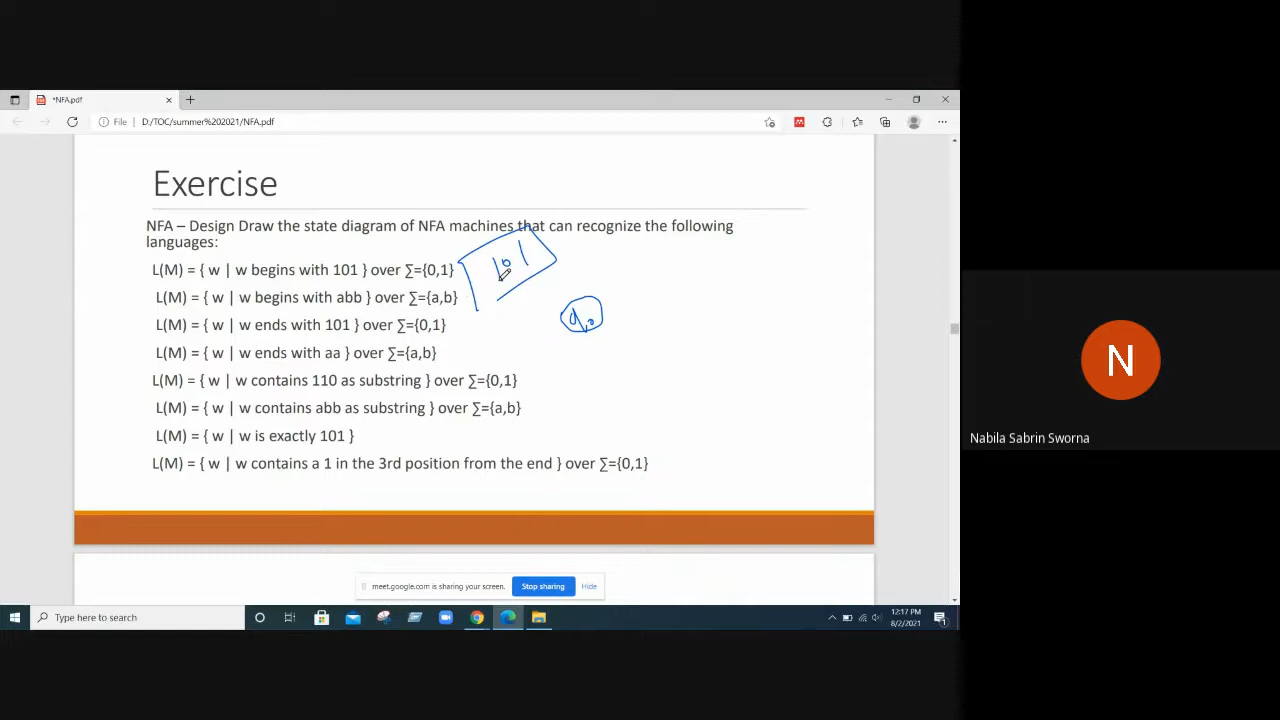 *NFA.pdf
File
D:/TOC/summer%202021/NFA.pdf
Exercise
NFA – Design Draw the state diagram of NFA machines that can recognize the following
languages:
L(M) = { w | w begins with 101 } over ∑={0,1}
101
L(M) = { w | w begins with abb } over ∑={a,b}
q0
L(M) = { w | w ends with 101 } over ∑={0,1}
L(M) = { w | w ends with aa } over ∑={a,b}
L(M) = { w | w contains 110 as substring } over ∑={0,1}
L(M) = { w | w contains abb as substring } over ∑={a,b}
L(M) = { w | w is exactly 101 }
L(M) = { w | w contains a 1 in the 3rd position from the end } over ∑={0,1}
meet.google.com is sharing your screen.
Stop sharing
Hide
Type here to search
12:17 PM
8/2/2021
N
Nabila Sabrin Sworna